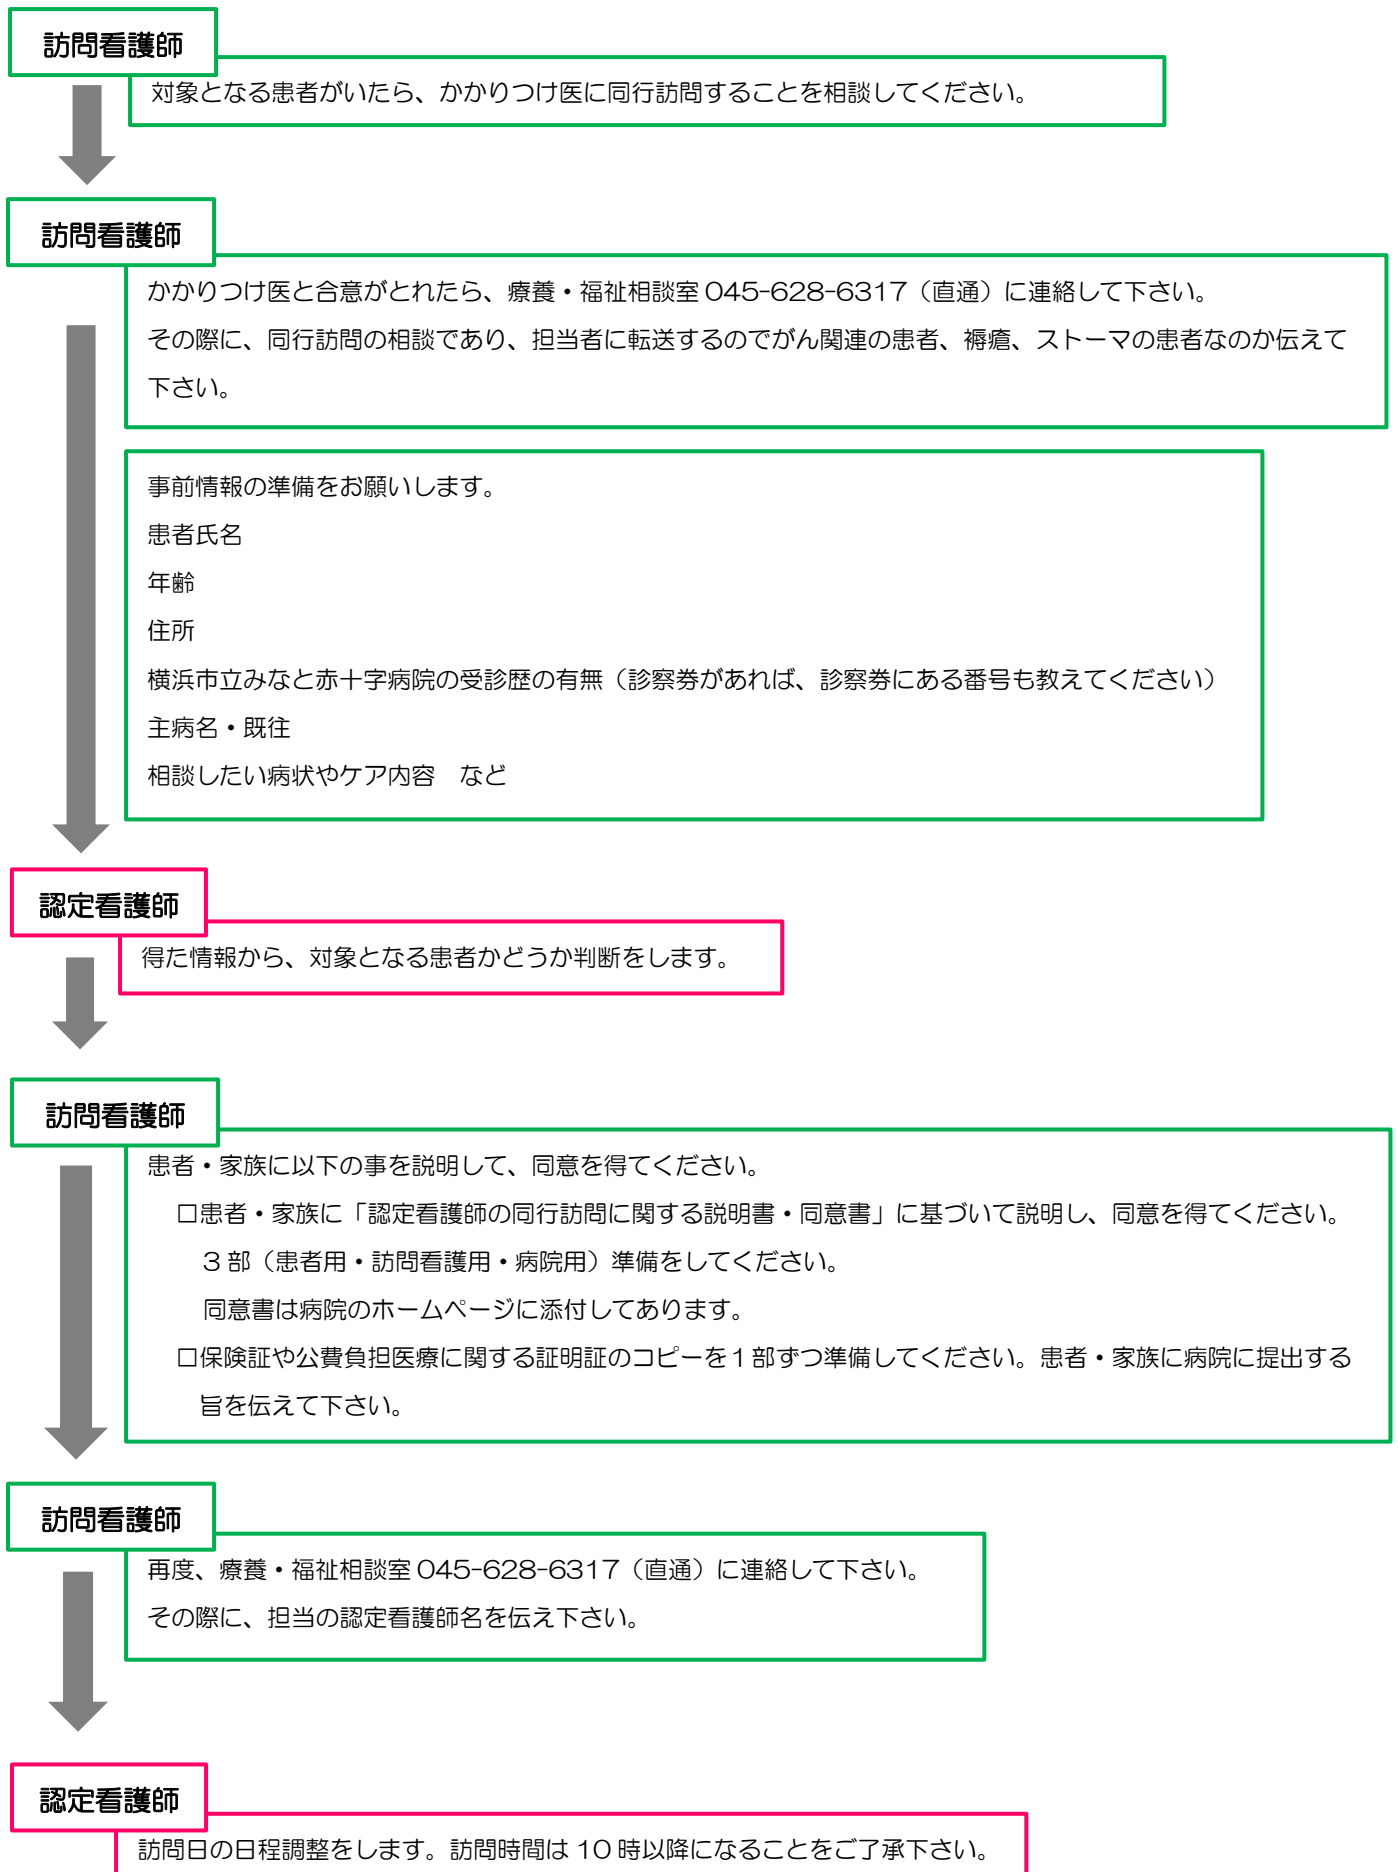 訪問看護師
対象となる患者がいたら、かかりつけ医に同行訪問することを相談してください。
訪問看護師
かかりつけ医と合意がとれたら、療養・福祉相談室 045-628-6317（直通）に連絡して下さい。
その際に、同行訪問の相談であり、担当者に転送するのでがん関連の患者、褥瘡、ストーマの患者なのか伝えて
下さい。
事前情報の準備をお願いします。
患者氏名
年齢
住所
横浜市立みなと赤十字病院の受診歴の有無（診察券があれば、診察券にある番号も教えてください）
主病名・既往
相談したい病状やケア内容　など
認定看護師
得た情報から、対象となる患者かどうか判断をします。
訪問看護師
患者・家族に以下の事を説明して、同意を得てください。
□患者・家族に「認定看護師の同行訪問に関する説明書・同意書」に基づいて説明し、同意を得てください。
３部（患者用・訪問看護用・病院用）準備をしてください。
同意書は病院のホームページに添付してあります。
□保険証や公費負担医療に関する証明証のコピーを１部ずつ準備してください。患者・家族に病院に提出する
旨を伝えて下さい。
訪問看護師
再度、療養・福祉相談室 045-628-6317（直通）に連絡して下さい。
その際に、担当の認定看護師名を伝え下さい。
認定看護師
訪問日の日程調整をします。訪問時間は 10 時以降になることをご了承下さい。